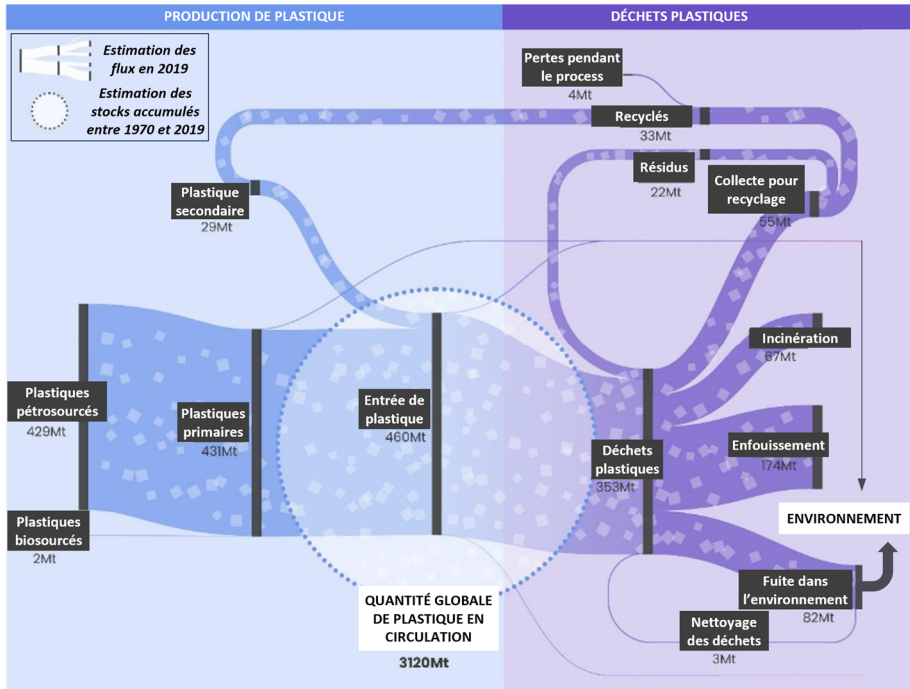 PRODUCTION DE PLASTIQUE
DÉCHETS PLASTIQUES
Estimation des
flux en 2019
Estimation des
stocks accumulés
entre 1970 et 2019
Pertes pendant
le process
4Mt
Recyclés
33Mt
Résidus
22Mt
Collecte pour
recyclage
55Mt
Plastique
secondaire
29Mt
Incinération
67Mt
Plastiques
pétrosourcés
429Mt
Plastiques
primaires
431Mt
Entrée de
plastique
460Mt
Déchets
plastiques
353Mt
Enfouissement
174Mt
ENVIRONNEMENT
Plastiques
biosourcés
2Mt
Fuite dans
l'environnement
82Mt
QUANTITÉ GLOBALE
DE PLASTIQUE EN
CIRCULATION
3120Mt
Nettoyage
des déchets
3Mt